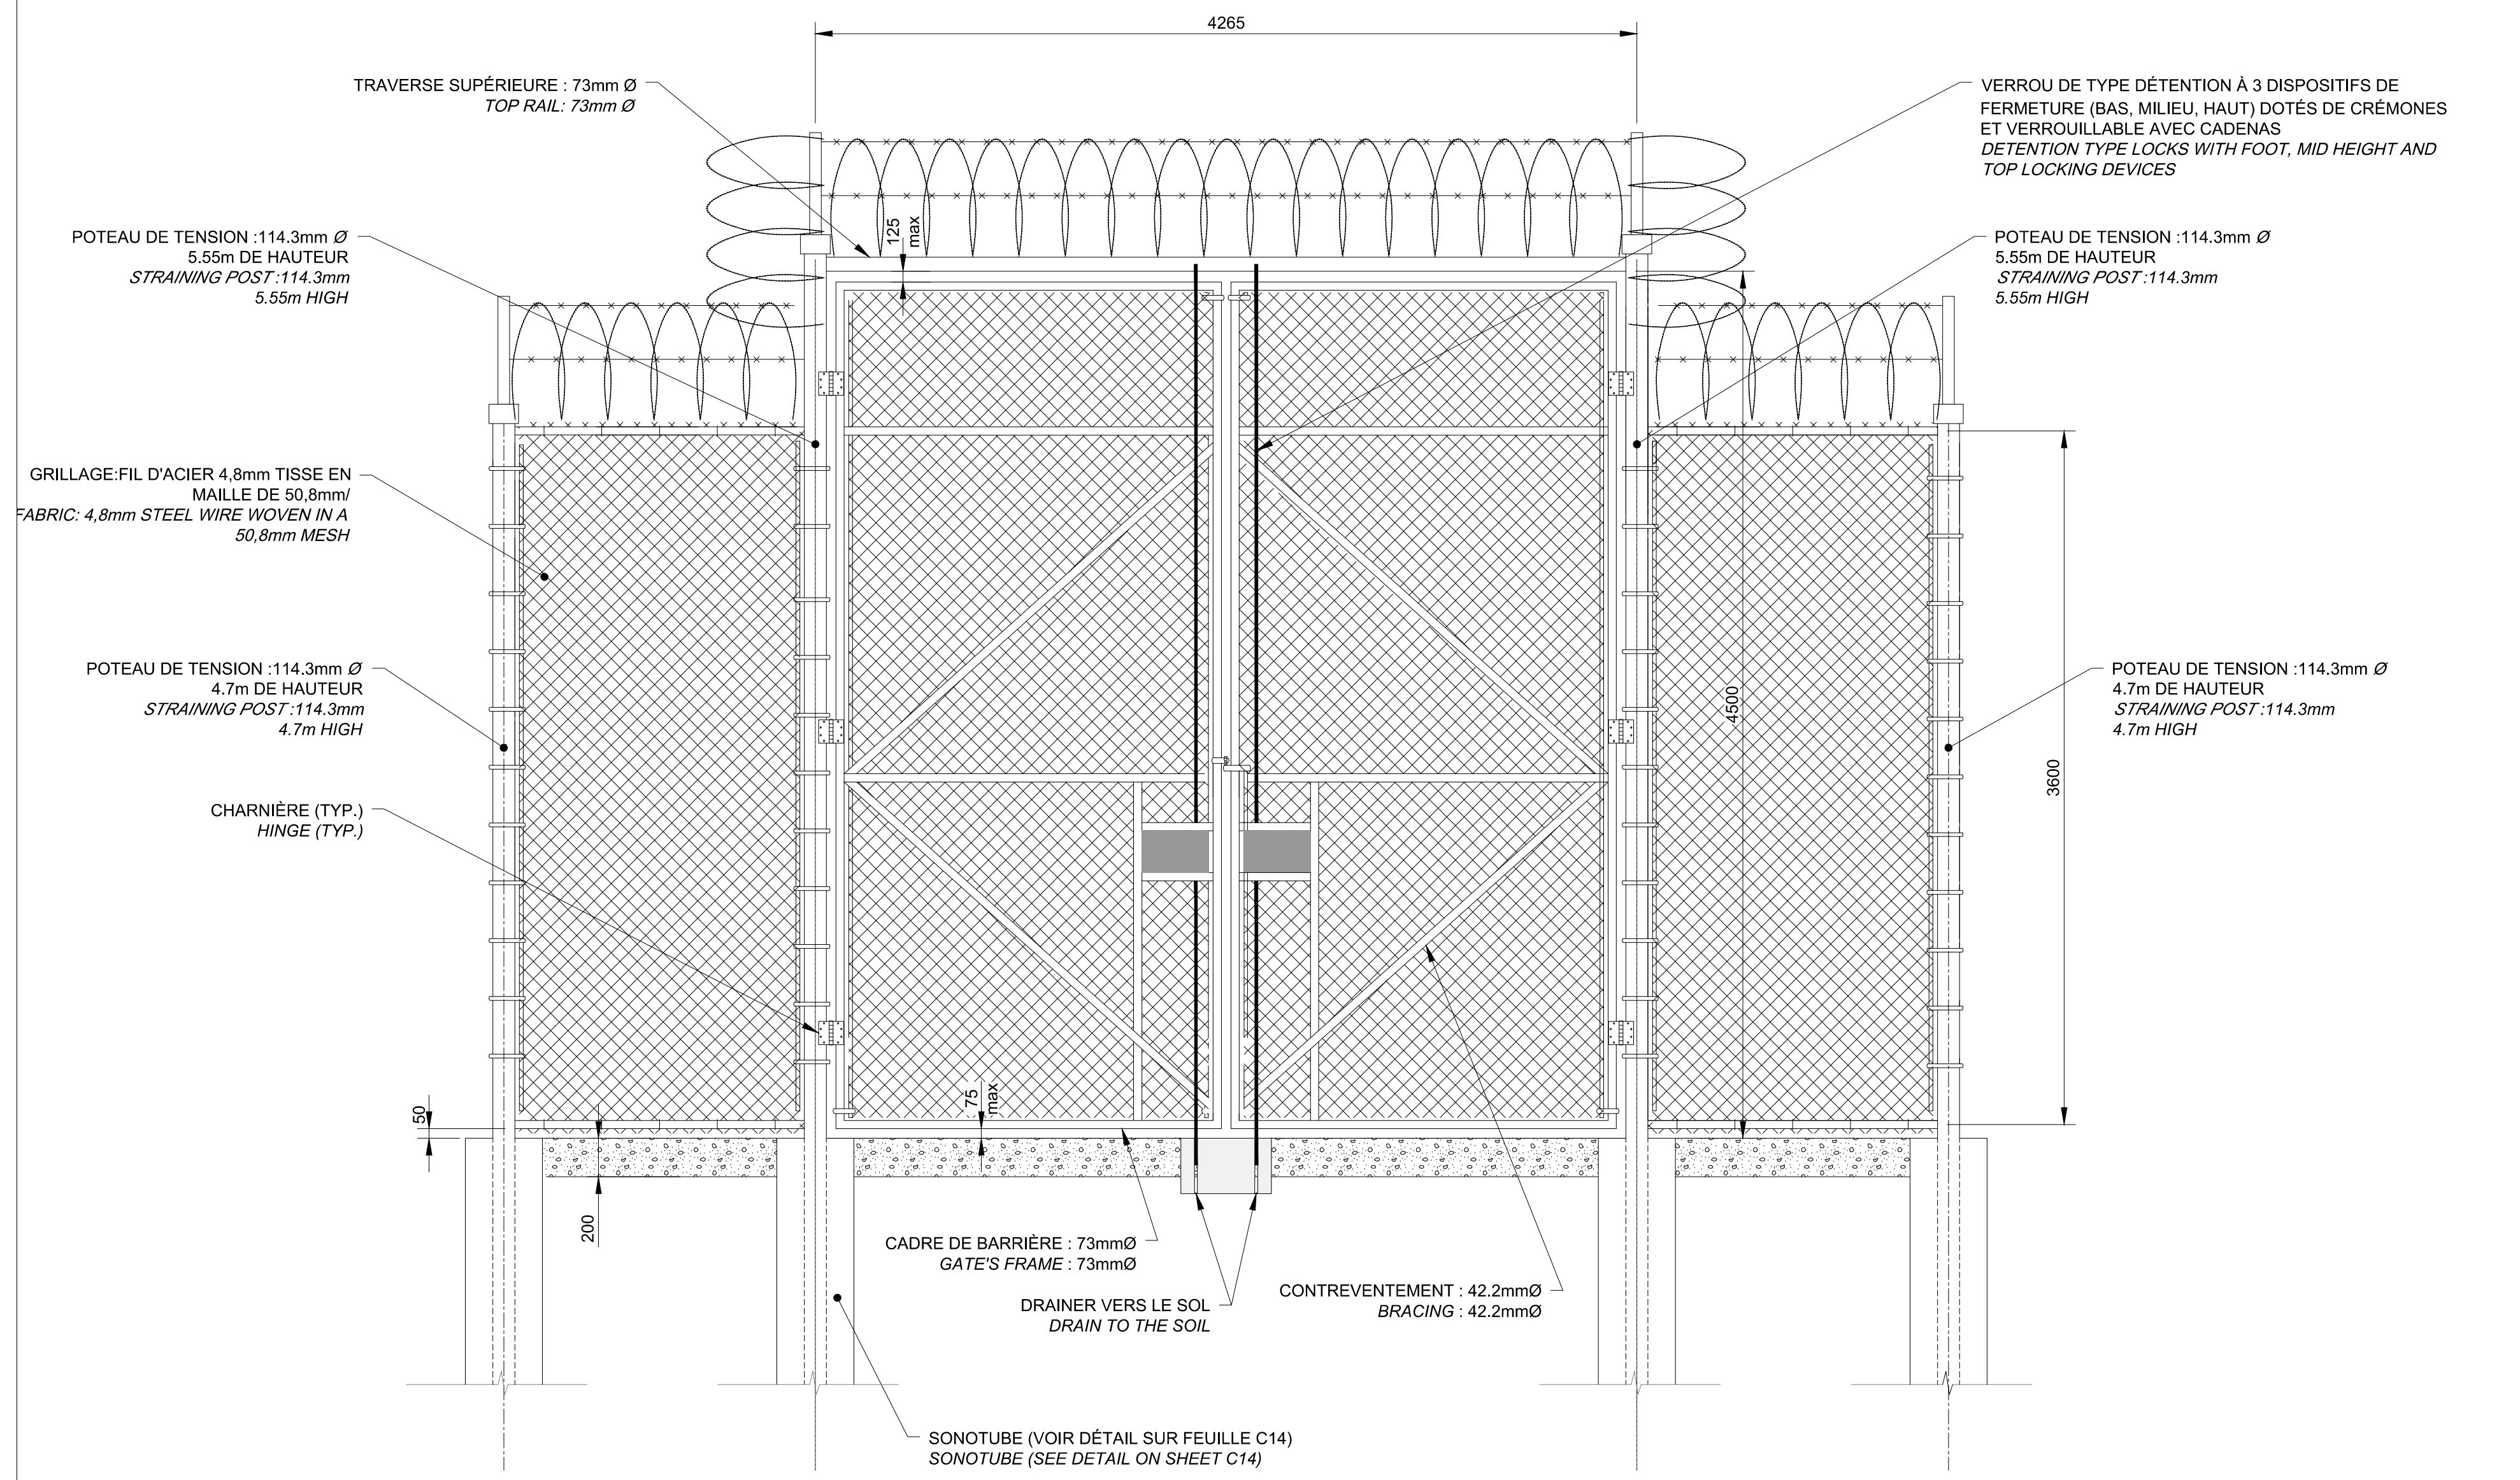 4265
TRAVERSE SUPÉRIEURE : 73mm Ø
TOP RAIL: 73mm Ø
VERROU DE TYPE DÉTENTION À 3 DISPOSITIFS DE
FERMETURE (BAS, MILIEU, HAUT) DOTÉS DE CRÉMONES
ET VERROUILLABLE AVEC CADENAS
DETENTION TYPE LOCKS WITH FOOT, MID HEIGHT AND
TOP LOCKING DEVICES
125
max
POTEAU DE TENSION :114.3mm Ø
5.55m DE HAUTEUR
STRAINING POST :114.3mm
5.55m HIGH
POTEAU DE TENSION :114.3mm Ø
5.55m DE HAUTEUR
STRAINING POST :114.3mm
5.55m HIGH
GRILLAGE:FIL D'ACIER 4,8mm TISSE EN
MAILLE DE 50,8mm/
FABRIC: 4,8mm STEEL WIRE WOVEN IN A
50,8mm MESH
POTEAU DE TENSION :114.3mm Ø
4.7m DE HAUTEUR
STRAINING POST :114.3mm
4.7m HIGH
4500
POTEAU DE TENSION :114.3mm Ø
4.7m DE HAUTEUR
STRAINING POST :114.3mm
4.7m HIGH
3600
CHARNIÈRE (TYP.)
HINGE (TYP.)
50
75
max
200
CADRE DE BARRIÈRE : 73mmØ
GATE'S FRAME : 73mmØ
DRAINER VERS LE SOL
DRAIN TO THE SOIL
CONTREVENTEMENT : 42.2mmØ
BRACING : 42.2mmØ
SONOTUBE (VOIR DÉTAIL SUR FEUILLE C14)
SONOTUBE (SEE DETAIL ON SHEET C14)